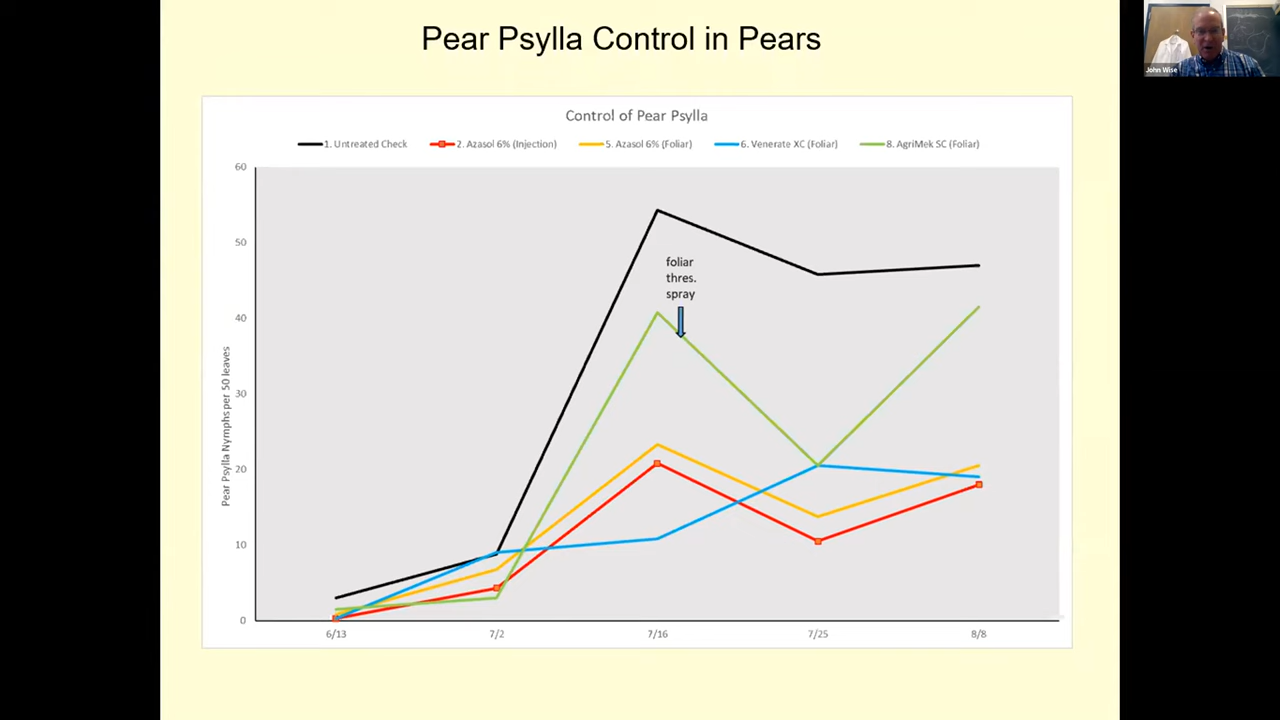 Pear Psylla Control in Pears
John Wise
Control of Pear Psylla
1. Untreated Check
2. Azasol 6% (Injection)
5. Azasol 6% (Foliar)
6. Venerate XC (Foliar)
8. AgriMek SC (Foliar)
60
50
40
30
20
10
0
Pear Psylla Nymphs per 50 leaves
foliar
thres.
spray
6/13
7/2
7/16
7/25
8/8